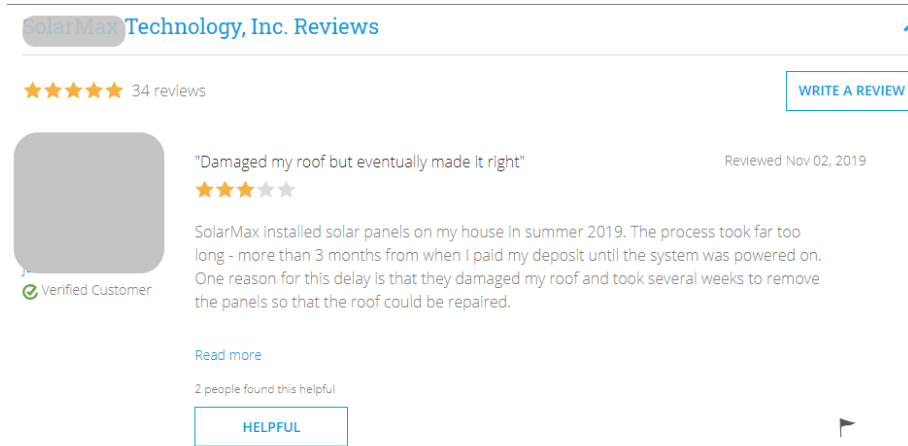 SolarMax Technology, Inc. Reviews
34 reviews
WRITE A REVIEW
"Damaged my roof but eventually made it right"
Reviewed Nov 02, 2019
SolarMax installed solar panels on my house in summer 2019. The process took far too
long - more than 3 months from when I paid my deposit until the system was powered on.
One reason for this delay is that they damaged my roof and took several weeks to remove
the panels so that the roof could be repaired.
Verified Customer
Read more
2 people found this helpful
HELPFUL